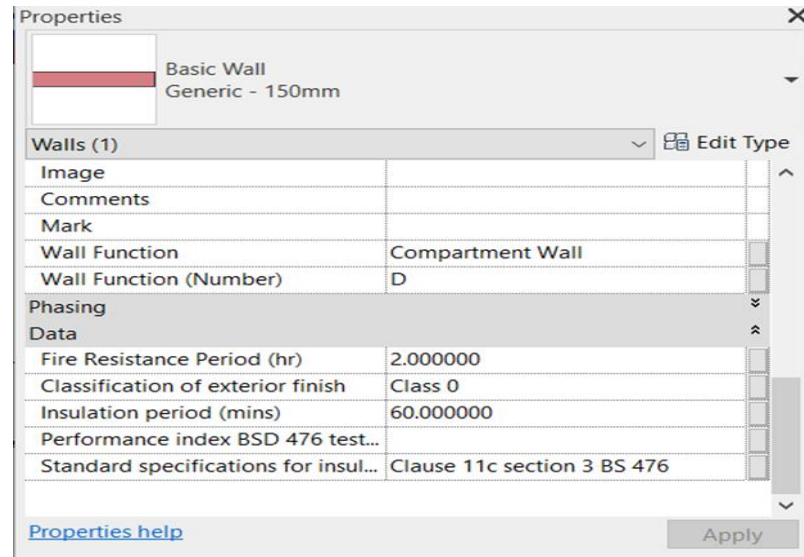 Properties
Basic Wall
Generic - 150mm
Walls (1)
Edit Type
Image
Comments
Mark
Wall Function Compartment Wall
Wall Function (Number) D
Phasing
Data
Fire Resistance Period (hr) 2.000000
Classification of exterior finish Class 0
Insulation period (mins) 60.000000
Performance index BSD 476 test...
Standard specifications for insul... Clause 11c section 3 BS 476
Properties help
Apply